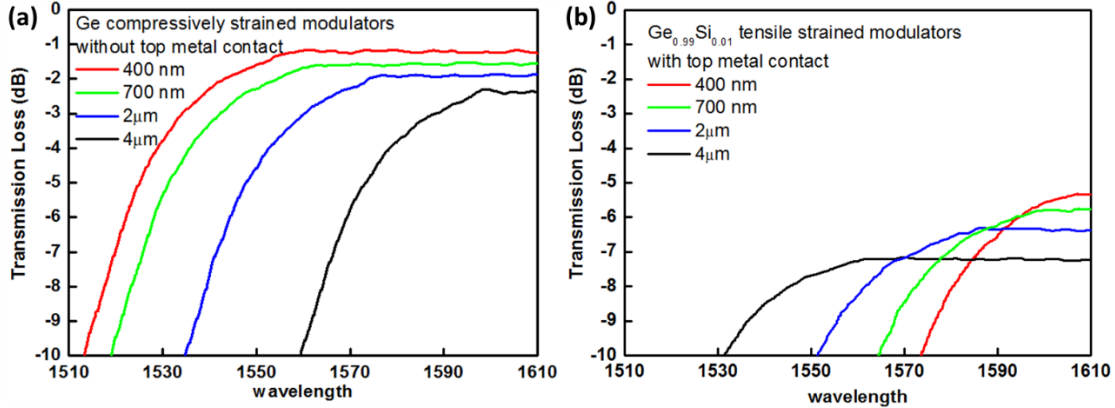 (a)
Ge compressively strained modulators
without top metal contact
400 nm
700 nm
2μm
4μm
0
-1
-2
-3
-4
-5
-6
-7
-8
-9
-10
Transmission Loss (dB)
1510
1530
1550
1570
1590
1610
wavelength
(b)
Ge0.99Si0.01 tensile strained modulators
with top metal contact
400 nm
700 nm
2μm
4μm
0
-1
-2
-3
-4
-5
-6
-7
-8
-9
-10
Transmission Loss (dB)
1510
1530
1550
1570
1590
1610
wavelength